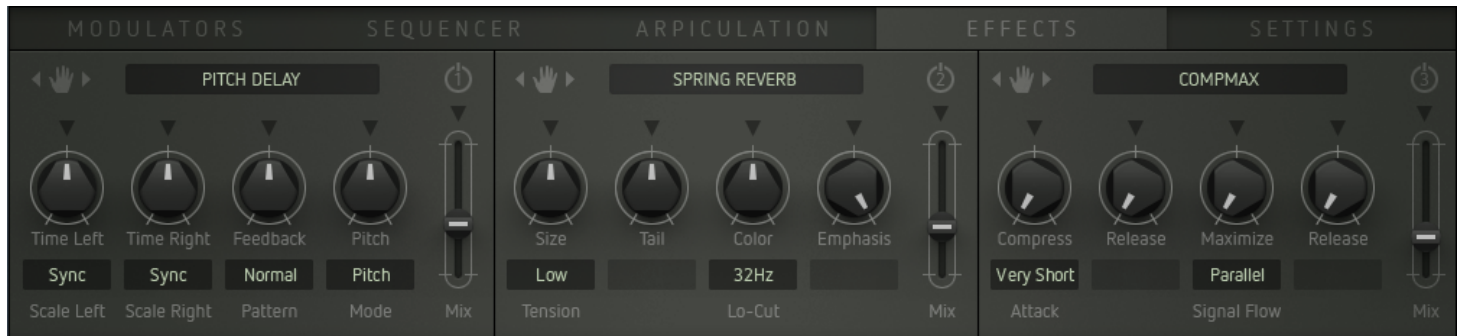 MODULATORS SEQUENCER ARPICULATION EFFECTS SETTINGS
PITCH DELAY 1 SPRING REVERB 2 COMPMAX 3
Time Left Time Right Feedback Pitch Size Tail Color Emphasis Compress Release Maximize Release
Sync Sync Normal Pitch Low 32Hz Very Short Parallel
Scale Left Scale Right Pattern Mode Mix Tension Lo-Cut Mix Attack Signal Flow Mix